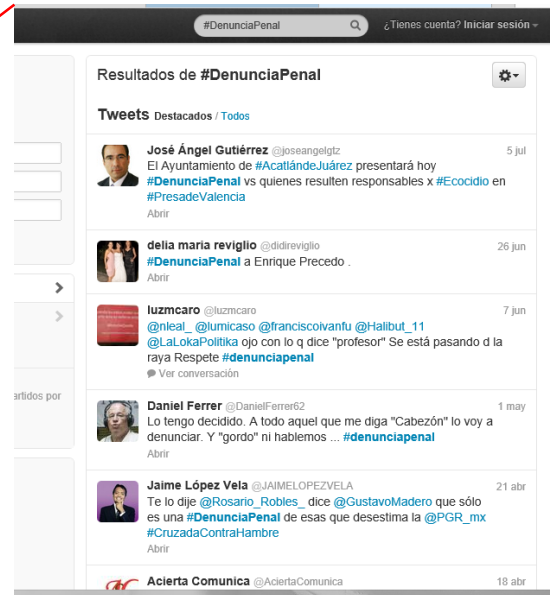 #DenunciaPenal
¿Tienes cuenta? Iniciar sesión
Resultados de #DenunciaPenal
Tweets Destacados / Todos
José Ángel Gutiérrez @joseangelgtz 5 jul
El Ayuntamiento de #AcatlándeJuárez presentará hoy
#DenunciaPenal vs quienes resulten responsables x #Ecocidio en
#PresadeValencia
Abrir
delia maria reviglio @didireviglio 26 jun
#DenunciaPenal a Enrique Precedo .
Abrir
luzmcaro @luzmcaro 7 jun
@nleal_ @lumicaso @franciscoivanfu @Halibut_11
@LaLokaPolitika ojo con lo q dice "profesor" Se está pasando d la
raya Respete #denunciapenal
Ver conversación
artidos por
Daniel Ferrer @DanielFerrer62 1 may
Lo tengo decidido. A todo aquel que me diga "Cabezón" lo voy a
denunciar. Y "gordo" ni hablemos ... #denunciapenal
Abrir
Jaime López Vela @JAIMELOPEZVELA 21 abr
Te lo dije @Rosario_Robles_ dice @GustavoMadero que sólo
es una #DenunciaPenal de esas que desestima la @PGR_mx
#CruzadaContraHambre
Abrir
Acierta Comunica @AciertaComunica 18 abr